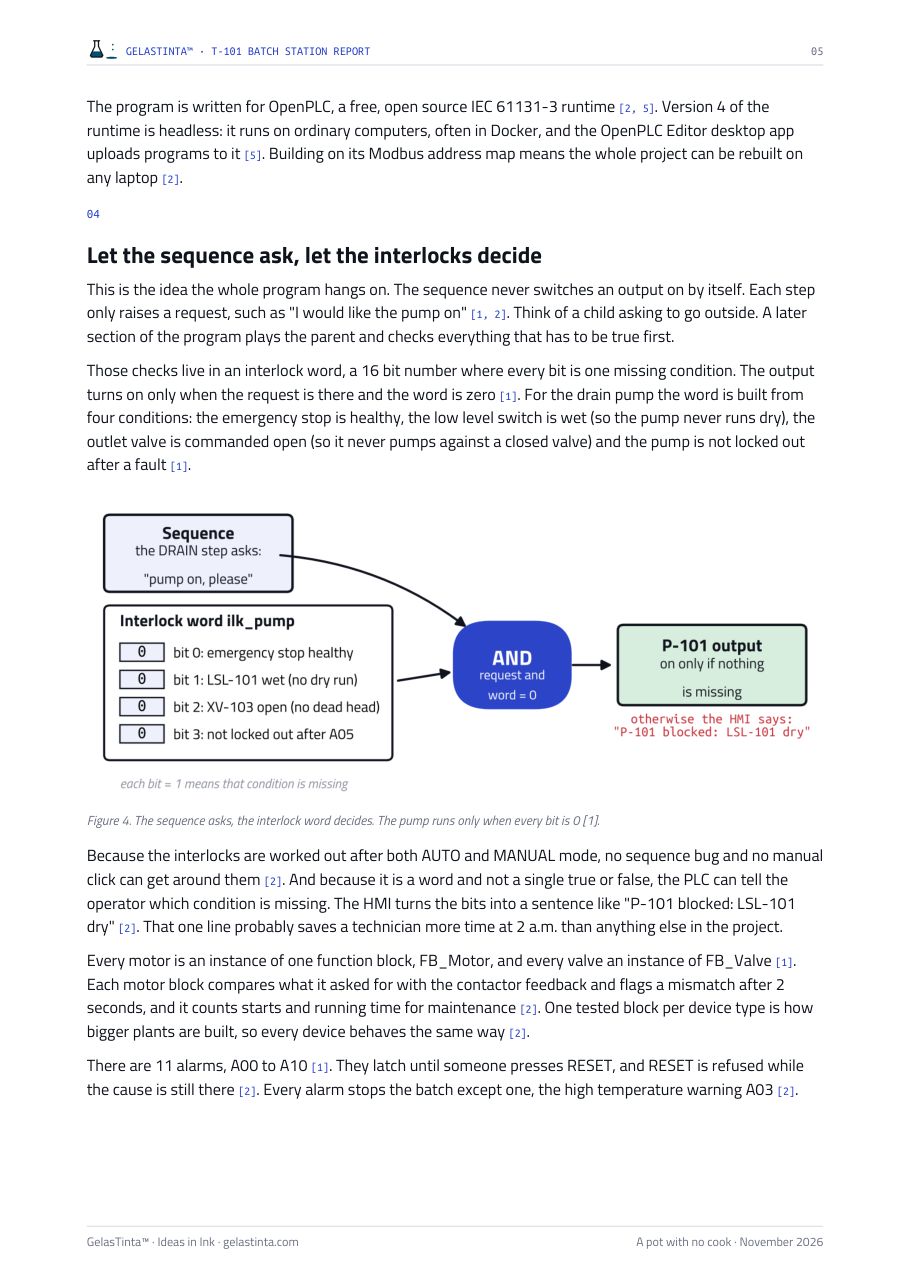 GELASTINTA™ · T-101 BATCH STATION REPORT
05
The program is written for OpenPLC, a free, open source IEC 61131-3 runtime [2, 5]. Version 4 of the
runtime is headless: it runs on ordinary computers, often in Docker, and the OpenPLC Editor desktop app
uploads programs to it [5]. Building on its Modbus address map means the whole project can be rebuilt on
any laptop [2].
04
Let the sequence ask, let the interlocks decide
This is the idea the whole program hangs on. The sequence never switches an output on by itself. Each step
only raises a request, such as "I would like the pump on" [1, 2]. Think of a child asking to go outside. A later
section of the program plays the parent and checks everything that has to be true first.
Those checks live in an interlock word, a 16 bit number where every bit is one missing condition. The output
turns on only when the request is there and the word is zero [1]. For the drain pump the word is built from
four conditions: the emergency stop is healthy, the low level switch is wet (so the pump never runs dry), the
outlet valve is commanded open (so it never pumps against a closed valve) and the pump is not locked out
after a fault [1].
Sequence
the DRAIN step asks:
"pump on, please"
Interlock word ilk_pump
0 bit 0: emergency stop healthy
0 bit 1: LSL-101 wet (no dry run)
0 bit 2: XV-103 open (no dead head)
0 bit 3: not locked out after A05
each bit = 1 means that condition is missing
AND
request and
word = 0
P-101 output
on only if nothing
is missing
otherwise the HMI says:
"P-101 blocked: LSL-101 dry"
Figure 4. The sequence asks, the interlock word decides. The pump runs only when every bit is 0 [1].
Because the interlocks are worked out after both AUTO and MANUAL mode, no sequence bug and no manual
click can get around them [2]. And because it is a word and not a single true or false, the PLC can tell the
operator which condition is missing. The HMI turns the bits into a sentence like "P-101 blocked: LSL-101
dry" [2]. That one line probably saves a technician more time at 2 a.m. than anything else in the project.
Every motor is an instance of one function block, FB_Motor, and every valve an instance of FB_Valve [1].
Each motor block compares what it asked for with the contactor feedback and flags a mismatch after 2
seconds, and it counts starts and running time for maintenance [2]. One tested block per device type is how
bigger plants are built, so every device behaves the same way [2].
There are 11 alarms, A00 to A10 [1]. They latch until someone presses RESET, and RESET is refused while
the cause is still there [2]. Every alarm stops the batch except one, the high temperature warning A03 [2].
GelasTinta™ · Ideas in Ink · gelastinta.com
A pot with no cook · November 2026